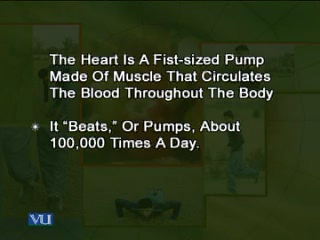 The Heart Is A Fist-sized Pump
Made Of Muscle That Circulates
The Blood Throughout The Body
* It “Beats,” Or Pumps, About
100,000 Times A Day.
VU